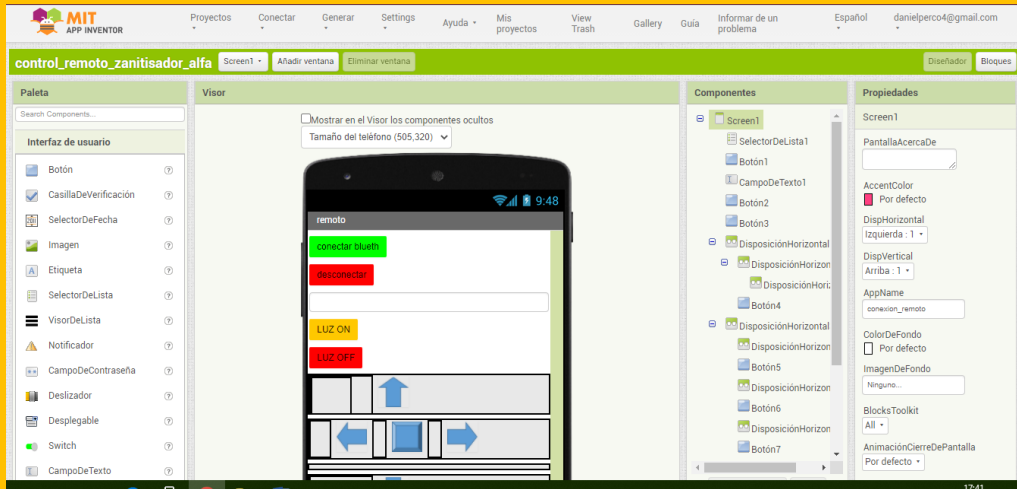 MIT
APP INVENTOR
Proyectos
Conectar
Generar
Settings
Ayuda
Mis proyectos
View Trash
Gallery
Guía
Informar de un problema
Español
danielperco4@gmail.com
control_remoto_zanitisador_alfa
Screen1
Añadir ventana
Eliminar ventana
Diseñador
Bloques
Paleta
Search Components...
Interfaz de usuario
Botón
CasillaDeVerificación
SelectorDeFecha
Imagen
Etiqueta
SelectorDeLista
VisorDeLista
Notificador
CampoDeContraseña
Deslizador
Desplegable
Switch
CampoDeTexto
Visor
Mostrar en el Visor los componentes ocultos
Tamaño del teléfono (505,320)
9:48
remoto
conectar blueth
desconectar
LUZ ON
LUZ OFF
Componentes
Screen1
SelectorDeLista1
Botón1
CampoDeTexto1
Botón2
Botón3
DisposiciónHorizontal
DisposiciónHorizon
DisposiciónHori
Botón4
DisposiciónHorizontal
DisposiciónHorizon
Botón5
DisposiciónHorizon
Botón6
DisposiciónHorizon
Botón7
Propiedades
Screen1
PantallaAcercaDe
AccentColor
Por defecto
DispHorizontal
Izquierda : 1
DispVertical
Arriba : 1
AppName
conexion_remoto
ColorDeFondo
Por defecto
ImagenDeFondo
Ninguno...
BlocksToolkit
All
AnimaciónCierreDePantalla
Por defecto
17:41